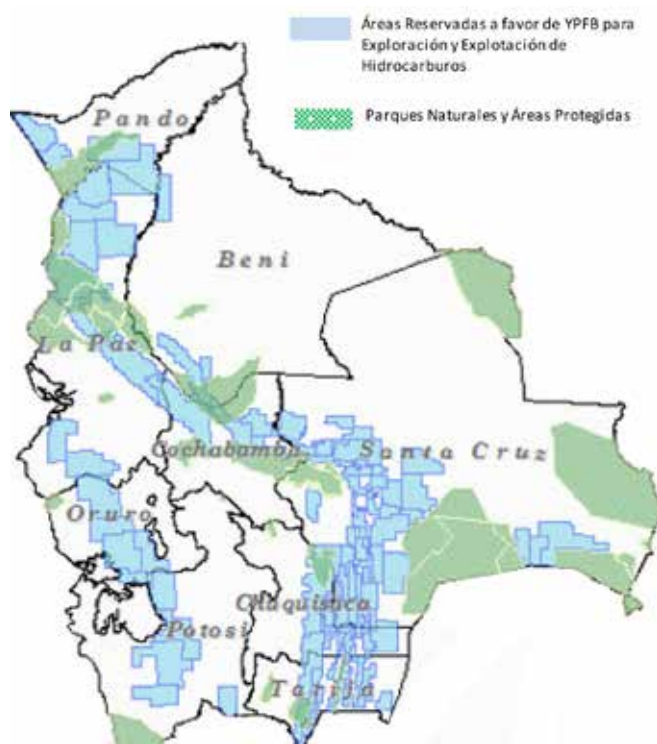 Áreas Reservadas a favor de YPFB para
Exploración y Explotación de
Hidrocarburos
Parques Naturales y Áreas Protegidas
Pando
Beni
La Paz
Cochabamba
Santa Cruz
Oruro
Chuquisaca
Potosi
Tarija